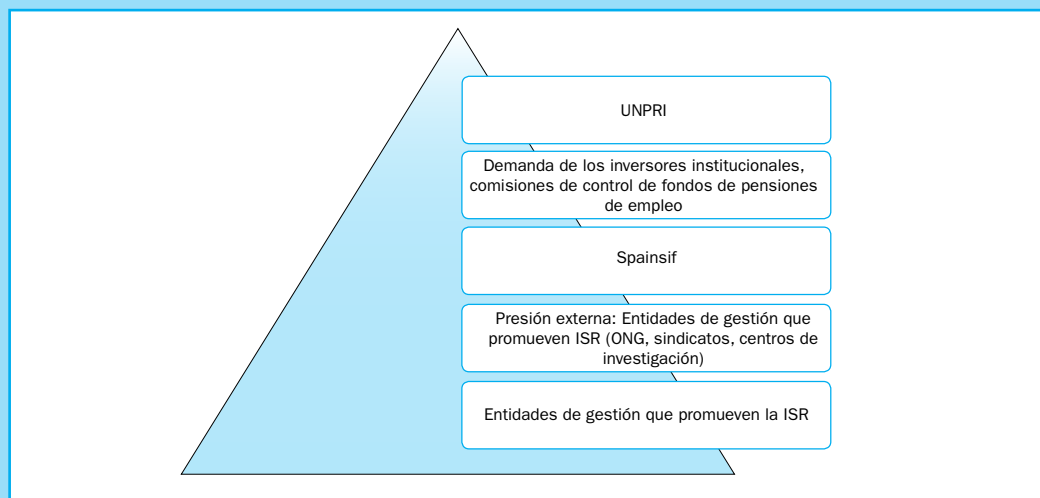 UNPRI
Demanda de los inversores institucionales,
comisiones de control de fondos de pensiones
de empleo
Spainsif
Presión externa: Entidades de gestión que
promueven ISR (ONG, sindicatos, centros de
investigación)
Entidades de gestión que promueven la ISR